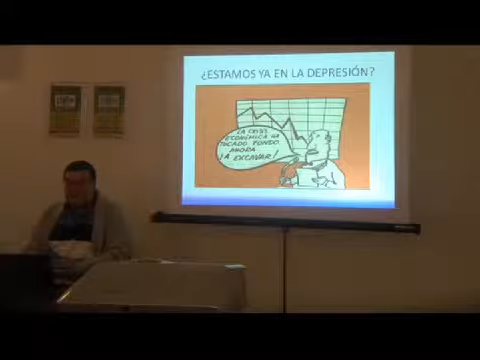 ¿ESTAMOS YA EN LA DEPRESIÓN?
LA CRISIS
ECONÓMICA HA
TOCADO FONDO.
AHORA
¡A EXCAVAR!